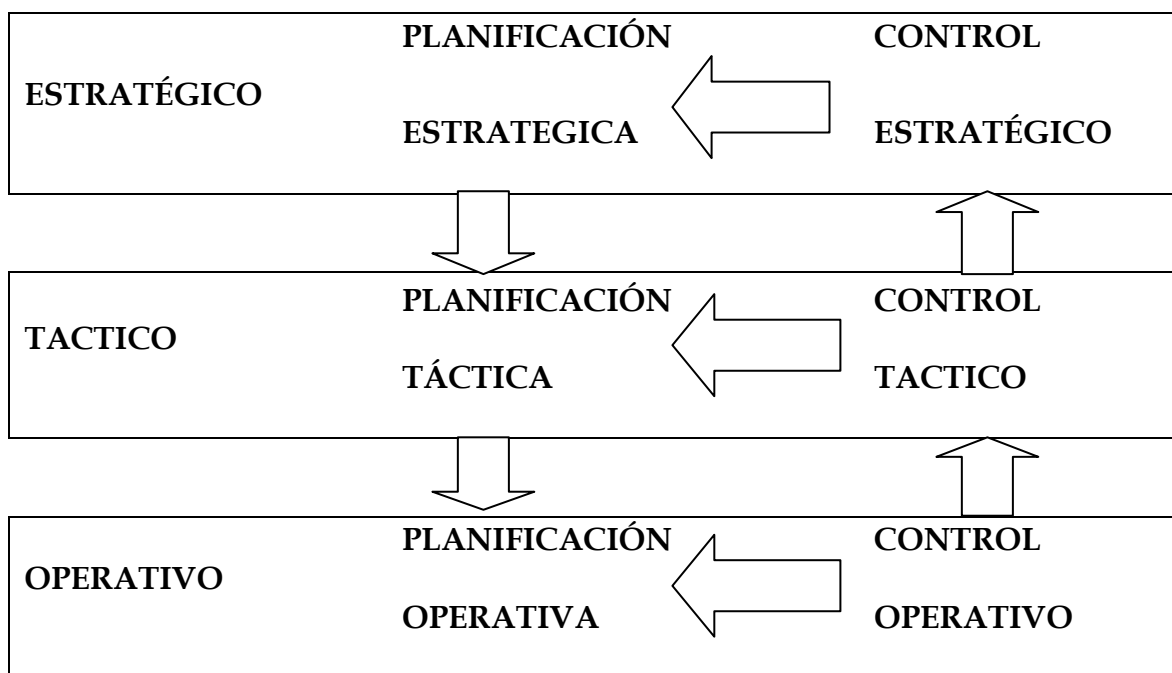 ESTRATÉGICO
PLANIFICACIÓN
ESTRATEGICA
CONTROL
ESTRATÉGICO
TACTICO
PLANIFICACIÓN
TÁCTICA
CONTROL
TACTICO
OPERATIVO
PLANIFICACIÓN
OPERATIVA
CONTROL
OPERATIVO